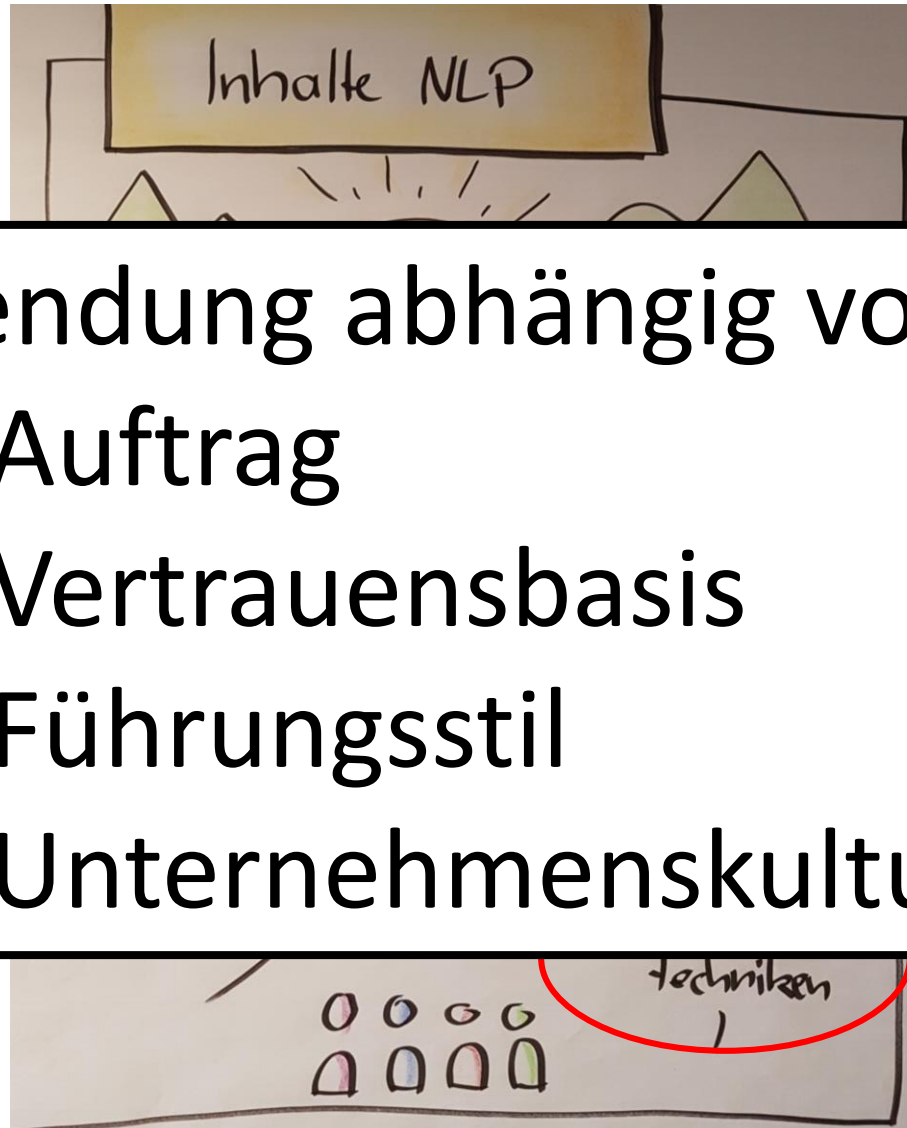 Inhalte NLP
endung abhängig vo
Auftrag
Vertrauensbasis
Führungsstil
Unternehmenskultu
techniken